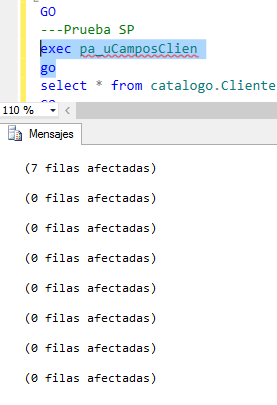 GO
---Prueba SP
exec pa_uCamposClien
go
select * from catalogo.Cliente
110 %
Mensajes
(7 filas afectadas)
(0 filas afectadas)
(0 filas afectadas)
(0 filas afectadas)
(0 filas afectadas)
(0 filas afectadas)
(0 filas afectadas)
(0 filas afectadas)